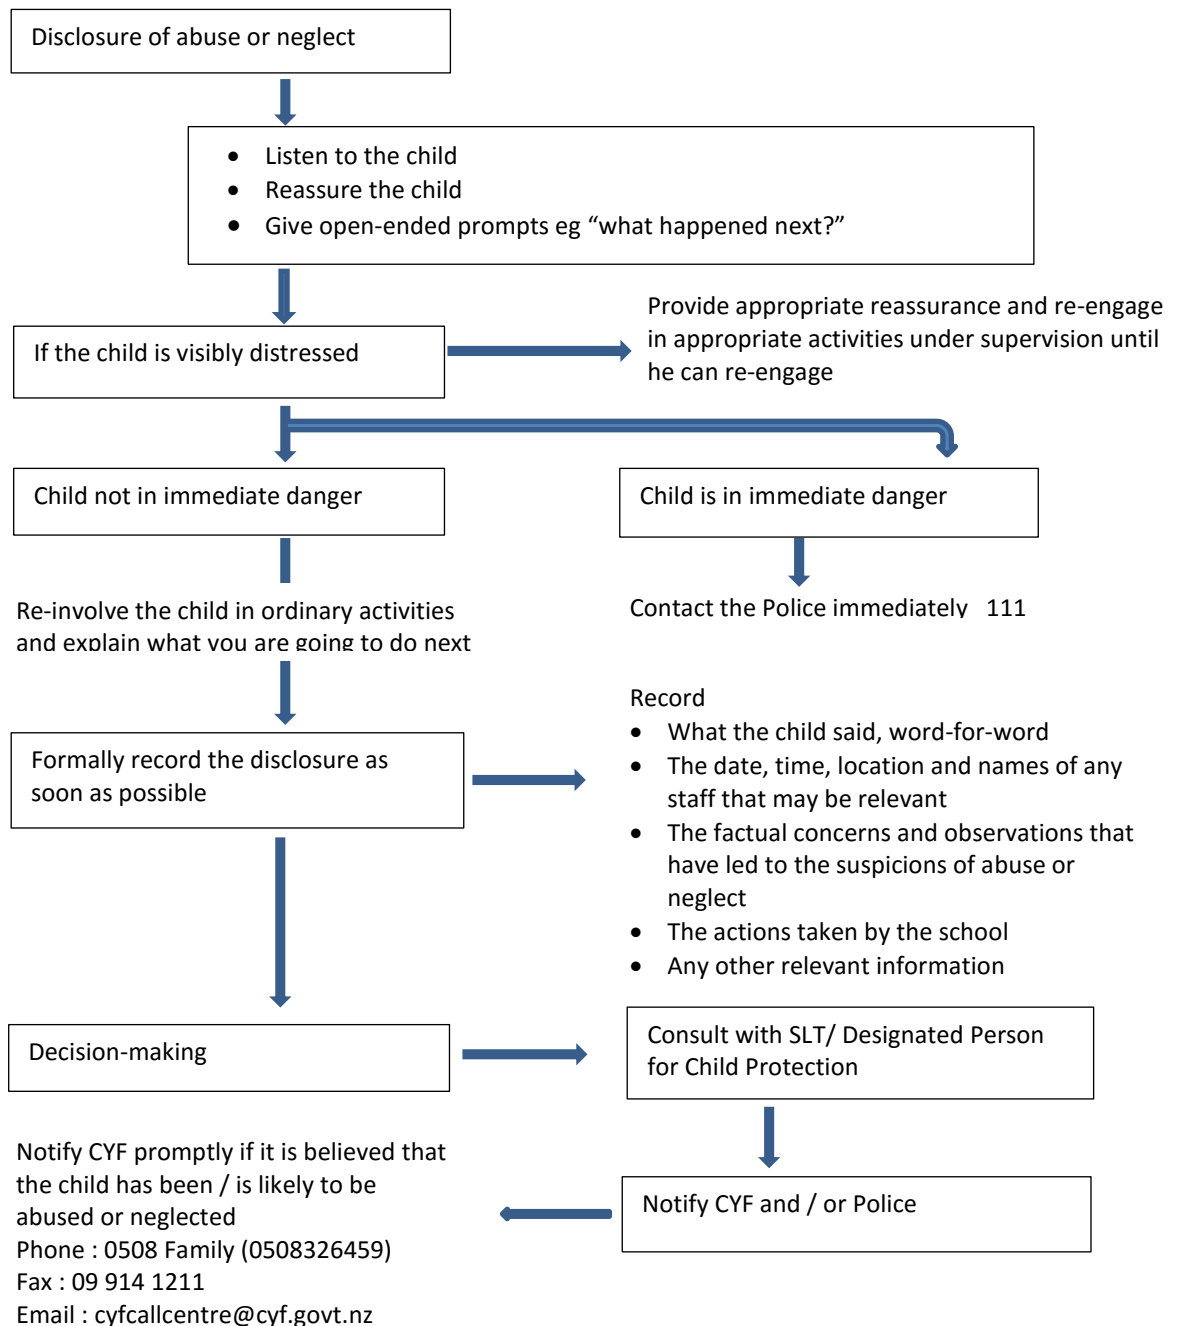 Disclosure of abuse or neglect
• Listen to the child
• Reassure the child
• Give open-ended prompts eg “what happened next?”
Provide appropriate reassurance and re-engage
in appropriate activities under supervision until
he can re-engage
If the child is visibly distressed
Child not in immediate danger
Child is in immediate danger
Re-involve the child in ordinary activities
and explain what you are going to do next
Contact the Police immediately 111
Formally record the disclosure as
soon as possible
Record
• What the child said, word-for-word
• The date, time, location and names of any
staff that may be relevant
• The factual concerns and observations that
have led to the suspicions of abuse or
neglect
• The actions taken by the school
• Any other relevant information
Decision-making
Consult with SLT/ Designated Person
for Child Protection
Notify CYF and / or Police
Notify CYF promptly if it is believed that
the child has been / is likely to be
abused or neglected
Phone : 0508 Family (0508326459)
Fax : 09 914 1211
Email : cyfcallcentre@cyf.govt.nz